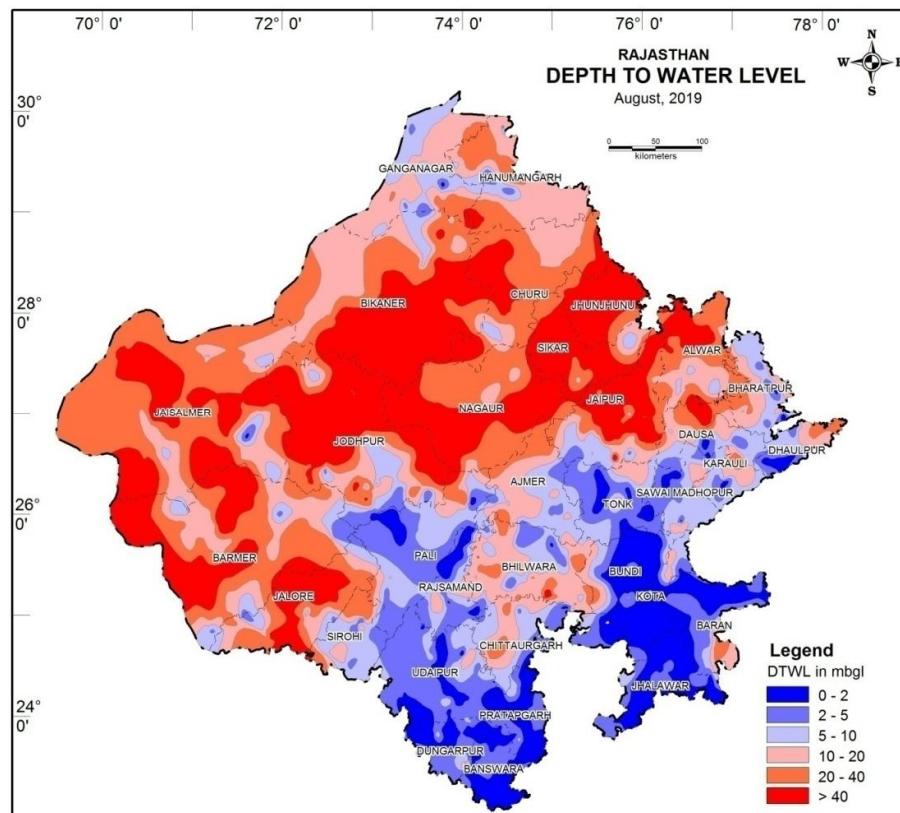 70° 0' 72° 0' 74° 0' 76° 0' 78° 0'
RAJASTHAN
DEPTH TO WATER LEVEL
August, 2019
N
W E
S
0 50 100
kilometers
30°
0'
28°
0'
26°
0'
24°
0'
GANGANAGAR
HANUMANGARH
BIKANER
CHURU
JHUNJHUNU
SIKAR
ALWAR
BHARATPUR
JAISALMER
NAGAUR
JAIPUR
JODHPUR
DAUSA
DHAULPUR
KARAULI
AJMER
SAWAI MADHOPUR
TONK
BARMER
PALI
BHILWARA
BUNDI
RAJSAMAND
JALORE
KOTA
BARAN
SIROHI
CHITTAURGARH
UDAIPUR
JHALAWAR
PRATAPGARH
DUNGARPUR
BANSWARA
Legend
DTWL in mbgl
0 - 2
2 - 5
5 - 10
10 - 20
20 - 40
> 40